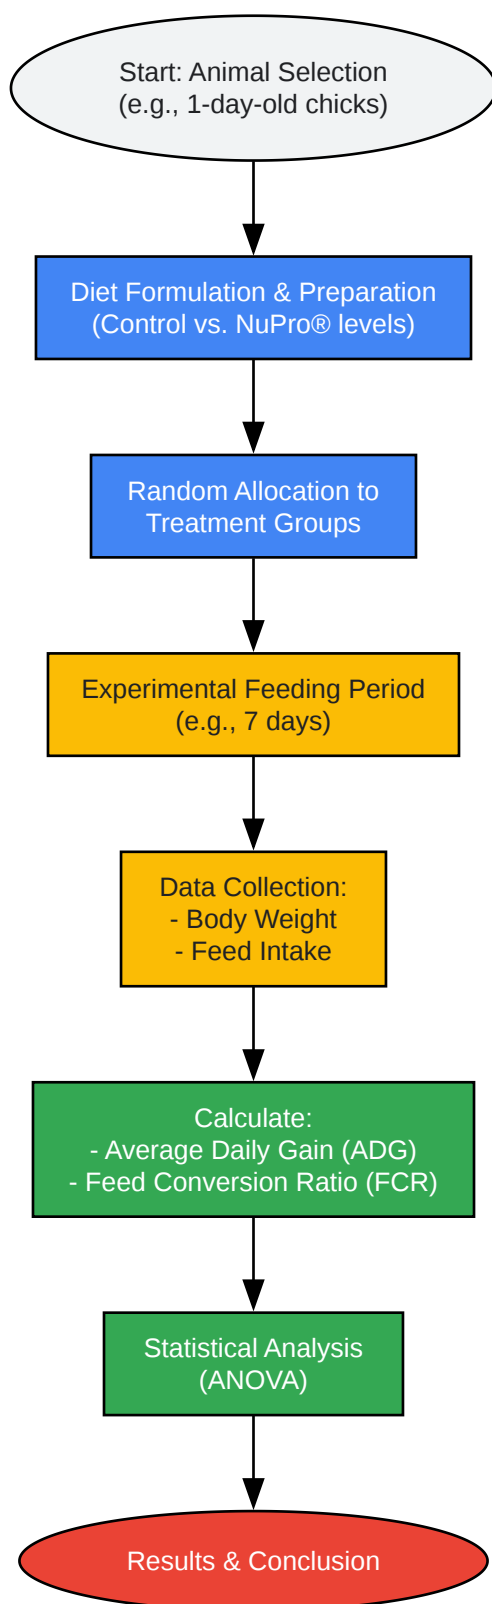 Start: Animal Selection
(e.g., 1-day-old chicks)
Diet Formulation & Preparation
(Control vs. NuPro® levels)
Random Allocation to
Treatment Groups
Experimental Feeding Period
(e.g., 7 days)
Data Collection:
- Body Weight
- Feed Intake
Calculate:
- Average Daily Gain (ADG)
- Feed Conversion Ratio (FCR)
Statistical Analysis
(ANOVA)
Results & Conclusion